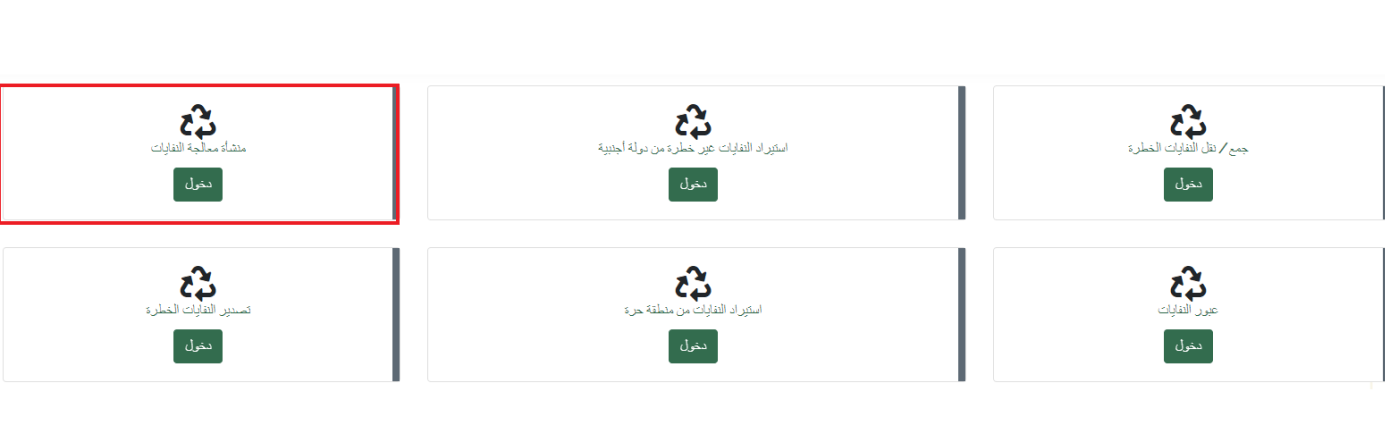 جمع / نقل النفايات الخطرة
دخول
استيراد النفايات غير خطرة من دولة أجنبية
دخول
منشأة معالجة النفايات
دخول
عبور النفايات
دخول
استيراد النفايات من منطقة حرة
دخول
تصدير النفايات الخطرة
دخول